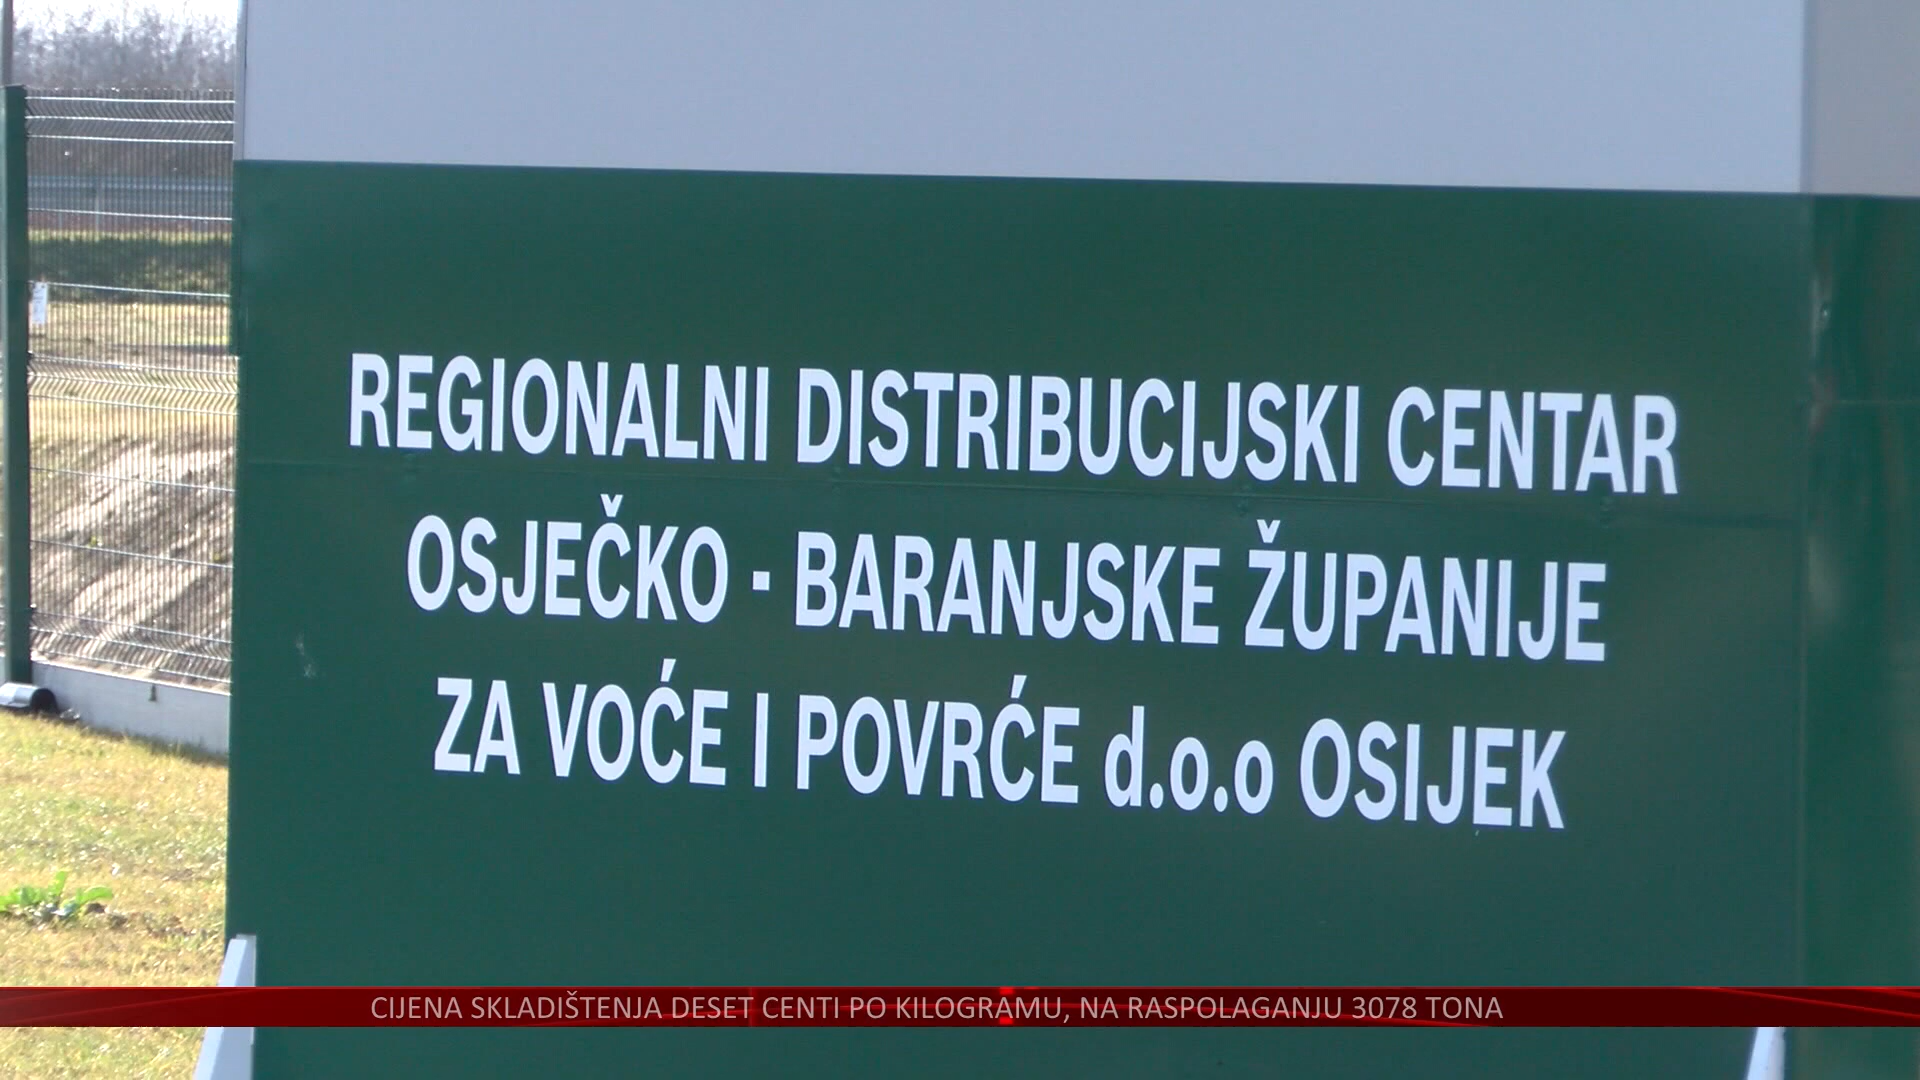 REGIONALNI DISTRIBUCIJSKI CENTAR
OSJEČKO - BARANJSKE ŽUPANIJE
ZA VOĆE I POVRĆE d.o.o OSIJEK
CIJENA SKLADIŠTENJA DESET CENTI PO KILOGRAMU, NA RASPOLAGANJU 3078 TONA